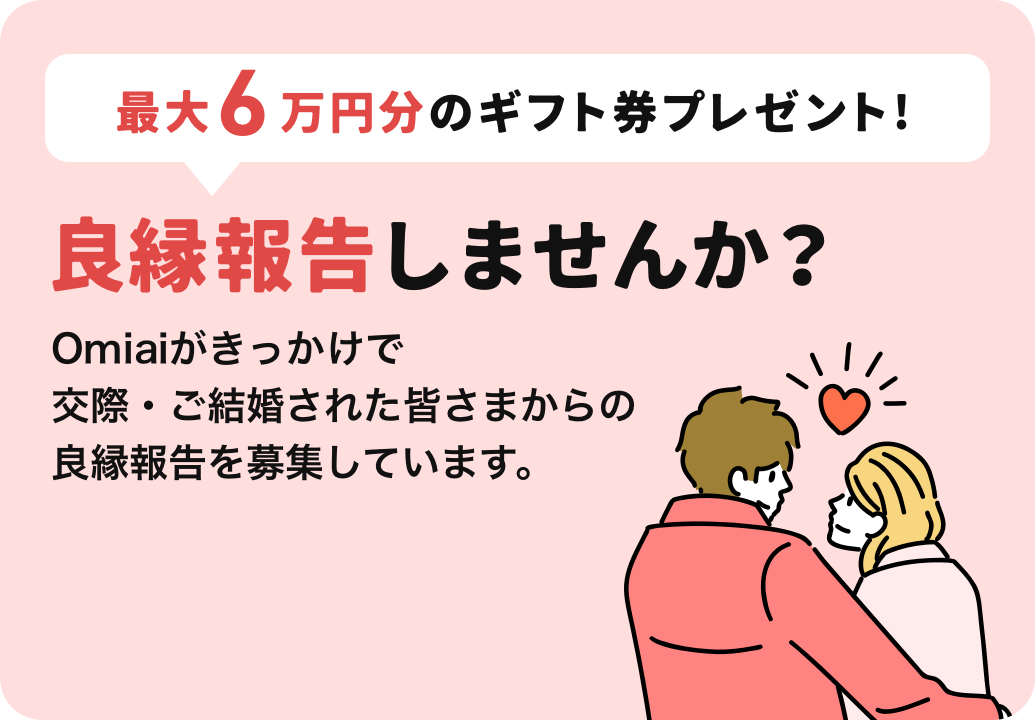 最大6万円分のギフト券プレゼント！
良縁報告しませんか？
Omiaiがきっかけで
交際・ご結婚された皆さまからの
良縁報告を募集しています。